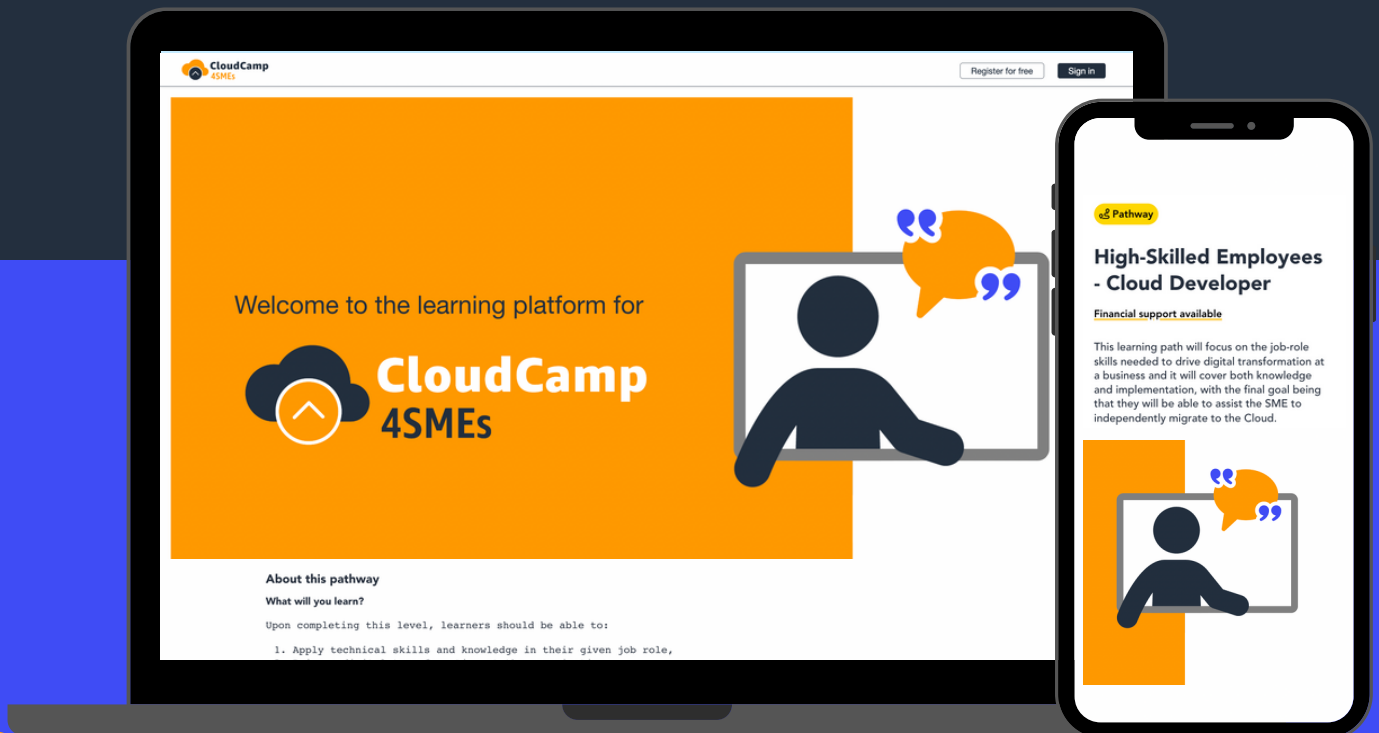 CloudCamp
4SMEs
Register for free
Sign in
Welcome to the learning platform for
CloudCamp
4SMEs
About this pathway
What will you learn?
Upon completing this level, learners should be able to:
1. Apply technical skills and knowledge in their given job role,
Pathway
High-Skilled Employees
- Cloud Developer
Financial support available
This learning path will focus on the job-role
skills needed to drive digital transformation at
a business and it will cover both knowledge
and implementation, with the final goal being
that they will be able to assist the SME to
independently migrate to the Cloud.